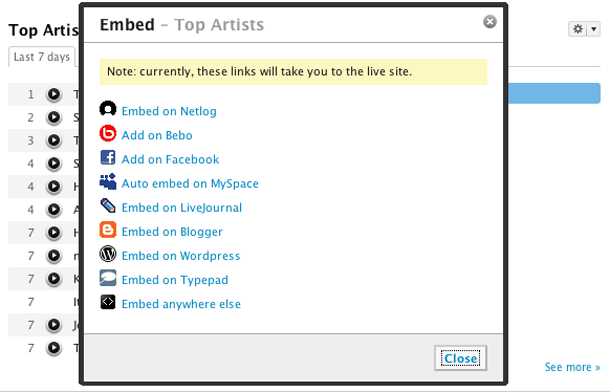 Embed – Top Artists
Note: currently, these links will take you to the live site.
Embed on Netlog
Add on Bebo
Add on Facebook
Auto embed on MySpace
Embed on LiveJournal
Embed on Blogger
Embed on Wordpress
Embed on Typepad
Embed anywhere else
Close
Top Artis
Last 7 days
1 T
2 S
3 T
4 S
4 H
4 A
7 H
7 n
7 K
7 It
7 Jo
7 T
See more »